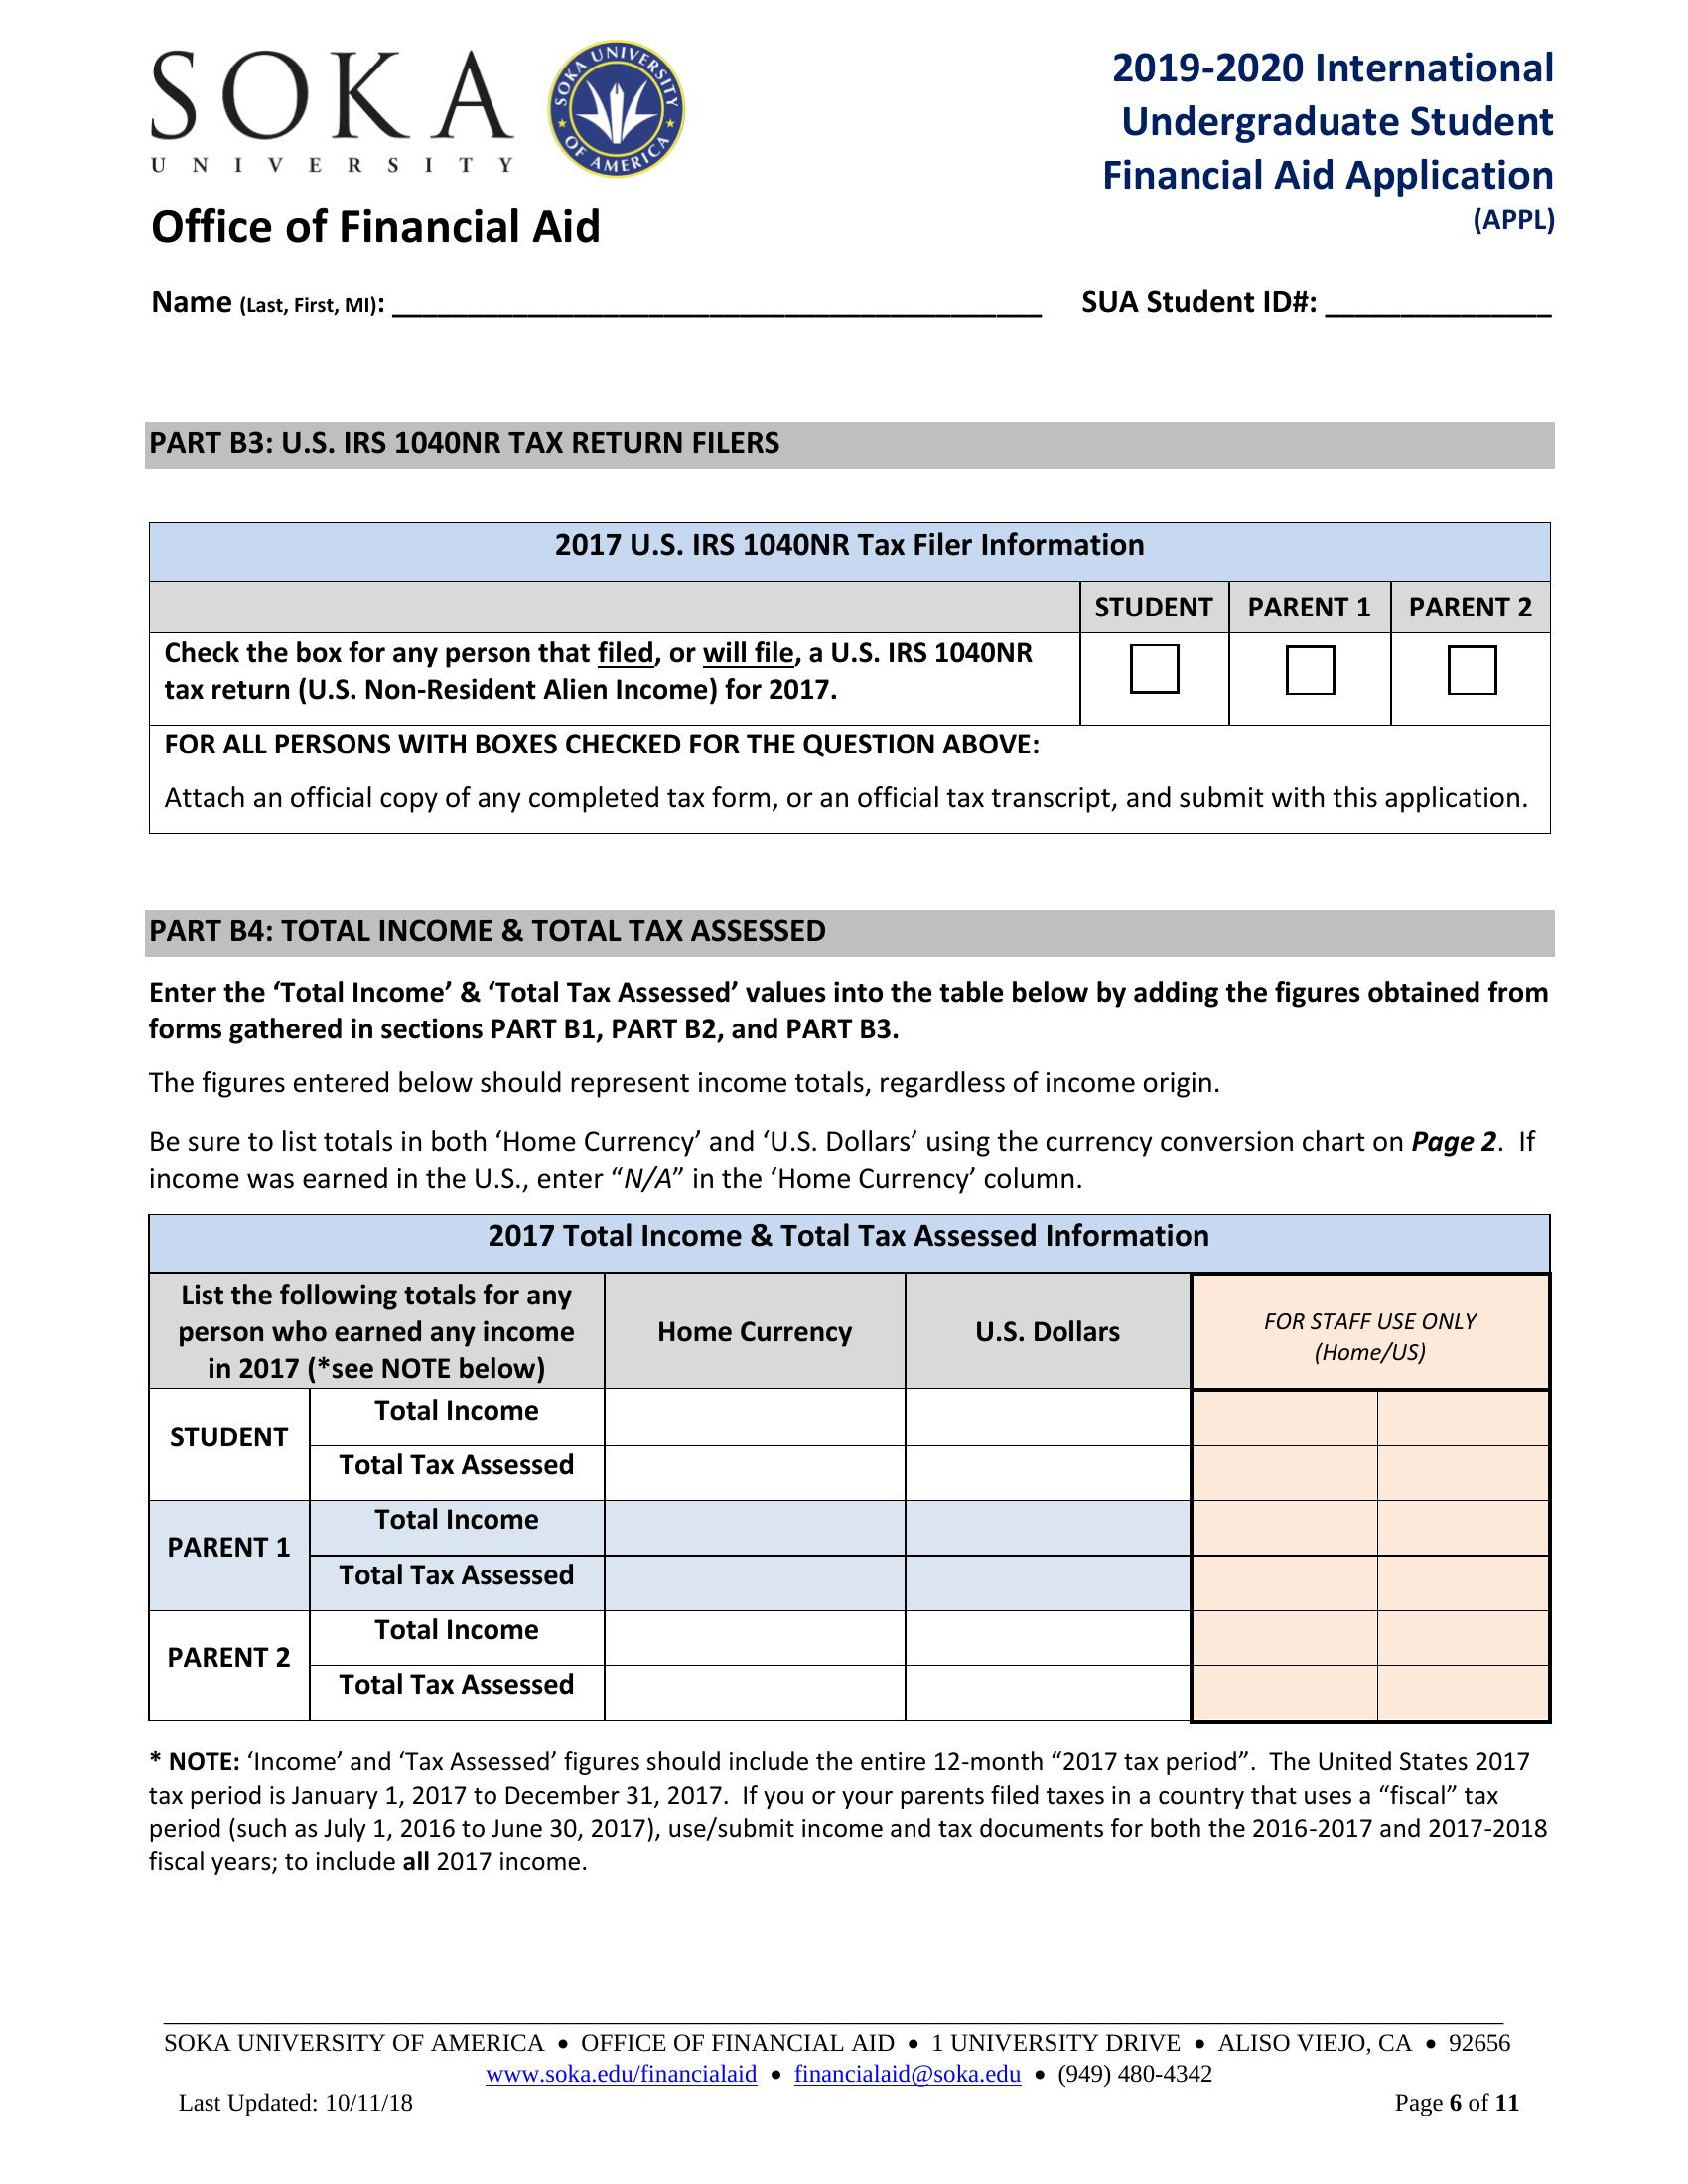 SOKA
UNIVERSITY
SOKA UNIVERSITY OF AMERICA
2019-2020 International
Undergraduate Student
Financial Aid Application
(APPL)
Office of Financial Aid
Name (Last, First, MI): ___________________________________________ SUA Student ID#: _______________
PART B3: U.S. IRS 1040NR TAX RETURN FILERS
2017 U.S. IRS 1040NR Tax Filer Information
STUDENT PARENT 1 PARENT 2
Check the box for any person that filed, or will file, a U.S. IRS 1040NR
tax return (U.S. Non-Resident Alien Income) for 2017.
FOR ALL PERSONS WITH BOXES CHECKED FOR THE QUESTION ABOVE:
Attach an official copy of any completed tax form, or an official tax transcript, and submit with this application.
PART B4: TOTAL INCOME & TOTAL TAX ASSESSED
Enter the ‘Total Income’ & ‘Total Tax Assessed’ values into the table below by adding the figures obtained from
forms gathered in sections PART B1, PART B2, and PART B3.
The figures entered below should represent income totals, regardless of income origin.
Be sure to list totals in both ‘Home Currency’ and ‘U.S. Dollars’ using the currency conversion chart on Page 2. If
income was earned in the U.S., enter “N/A” in the ‘Home Currency’ column.
2017 Total Income & Total Tax Assessed Information
List the following totals for any
person who earned any income
in 2017 (*see NOTE below)
Home Currency
U.S. Dollars
FOR STAFF USE ONLY
(Home/US)
STUDENT
Total Income
Total Tax Assessed
PARENT 1
Total Income
Total Tax Assessed
PARENT 2
Total Income
Total Tax Assessed
* NOTE: ‘Income’ and ‘Tax Assessed’ figures should include the entire 12-month “2017 tax period”. The United States 2017
tax period is January 1, 2017 to December 31, 2017. If you or your parents filed taxes in a country that uses a “fiscal” tax
period (such as July 1, 2016 to June 30, 2017), use/submit income and tax documents for both the 2016-2017 and 2017-2018
fiscal years; to include all 2017 income.
SOKA UNIVERSITY OF AMERICA • OFFICE OF FINANCIAL AID • 1 UNIVERSITY DRIVE • ALISO VIEJO, CA • 92656
www.soka.edu/financialaid • financialaid@soka.edu • (949) 480-4342
Last Updated: 10/11/18 Page 6 of 11